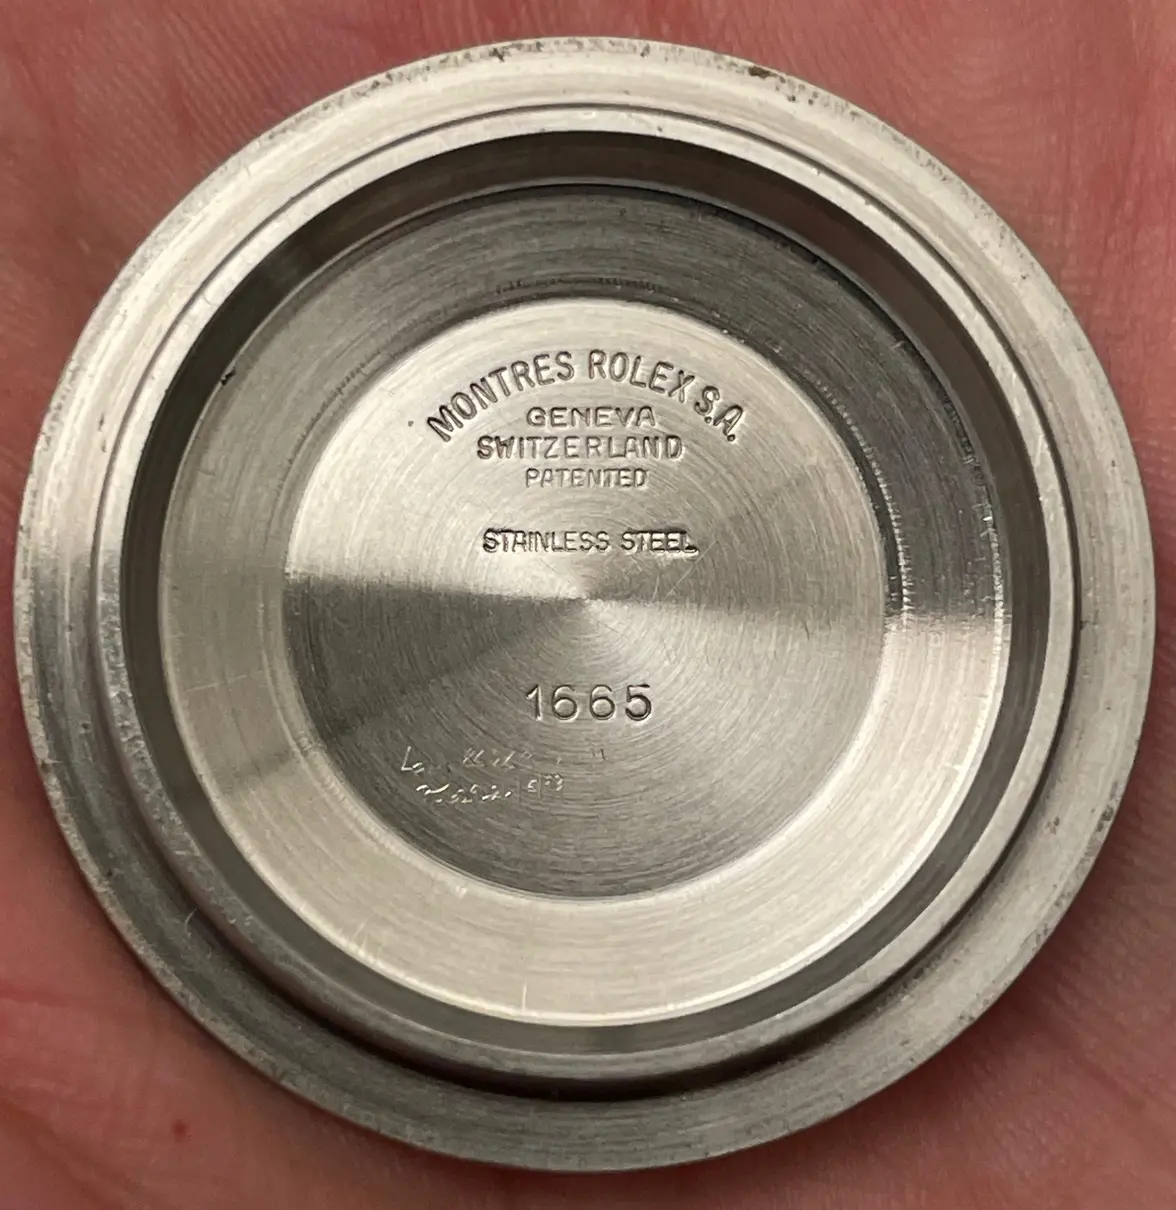 MONTRES ROLEX S.A.
GENEVA
SWITZERLAND
PATENTED
STAINLESS STEEL
1665